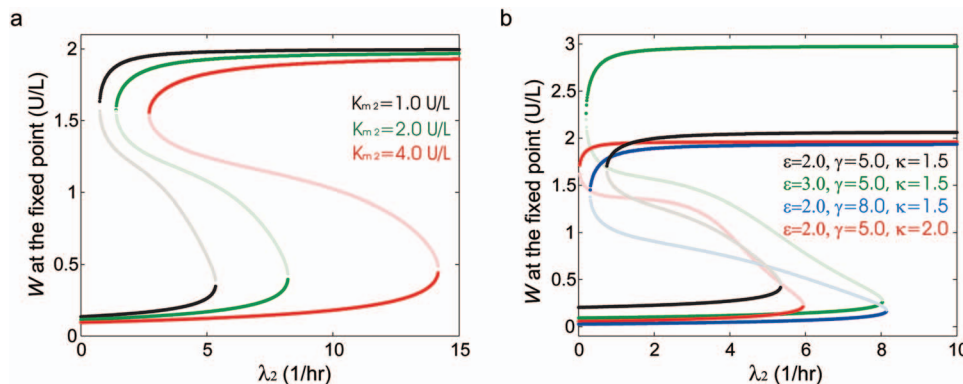 a
W at the fixed point (U/L)
2
1.5
1
0.5
0
Km2=1.0 U/L
Km2=2.0 U/L
Km2=4.0 U/L
0 5 10 15
λ2 (1/hr)
b
W at the fixed point (U/L)
3
2.5
2
1.5
1
0.5
0
ε=2.0, γ=5.0, κ=1.5
ε=3.0, γ=5.0, κ=1.5
ε=2.0, γ=8.0, κ=1.5
ε=2.0, γ=5.0, κ=2.0
0 2 4 6 8 10
λ2 (1/hr)